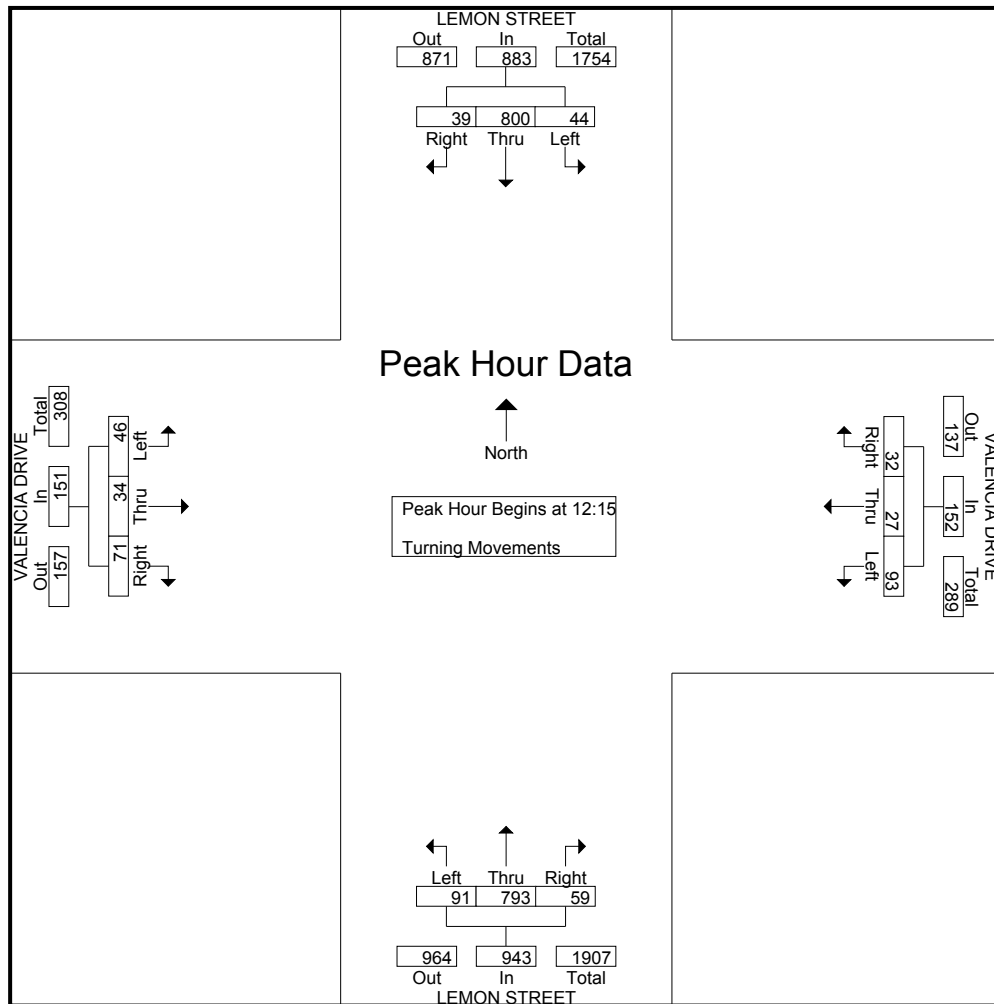 LEMON STREET
Out In Total
871 883 1754
39 800 44
Right Thru Left
Peak Hour Data
North
Peak Hour Begins at 12:15
Turning Movements
VALENCIA DRIVE
Total In Out
308 151 157
46 34 71
Left Thru Right
VALENCIA DRIVE
Out In Total
137 152 289
32 27 93
Right Thru Left
Left Thru Right
91 793 59
964 943 1907
Out In Total
LEMON STREET